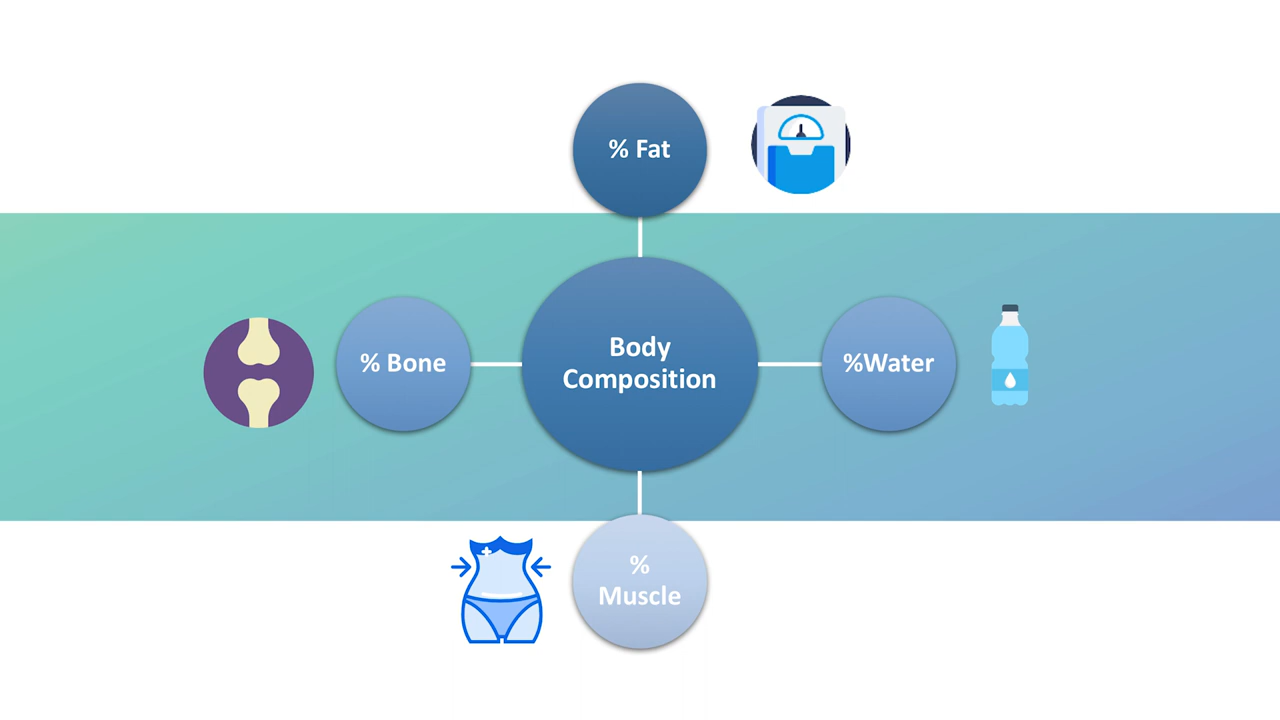 % Fat
% Bone
Body
Composition
%Water
%
Muscle